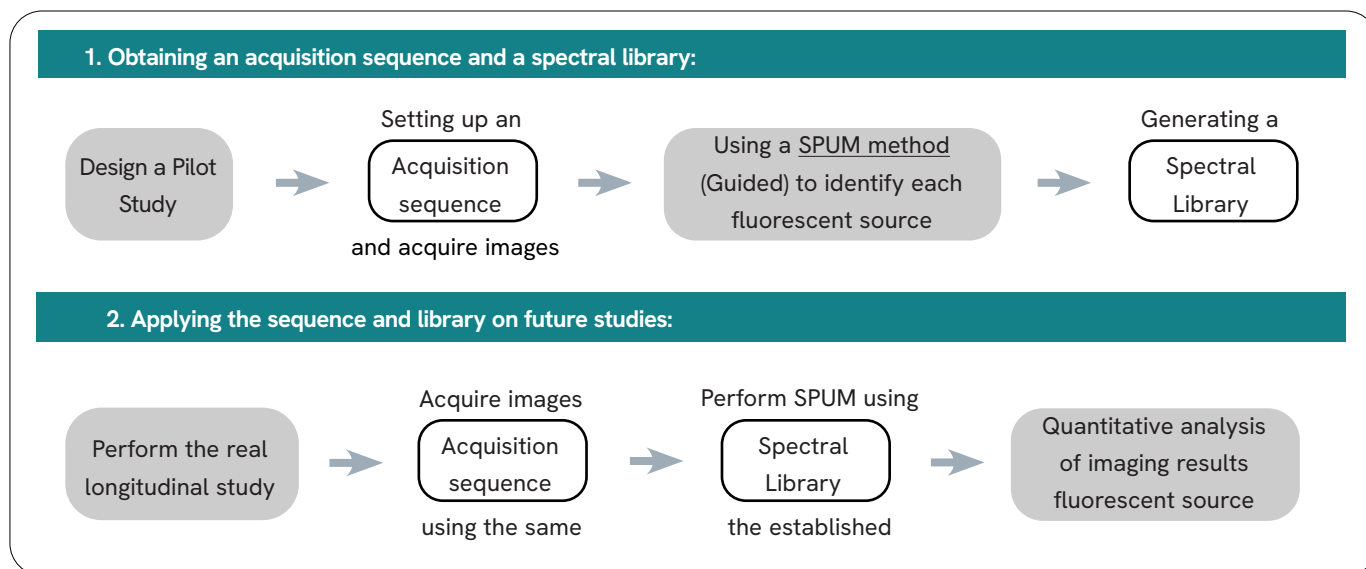 1. Obtaining an acquisition sequence and a spectral library:
Design a Pilot
Study
Setting up an
Acquisition
sequence
and acquire images
Using a SPUM method
(Guided) to identify each
fluorescent source
Generating a
Spectral
Library
2. Applying the sequence and library on future studies:
Perform the real
longitudinal study
Acquire images
Acquisition
sequence
using the same
Perform SPUM using
Spectral
Library
the established
Quantitative analysis
of imaging results
fluorescent source